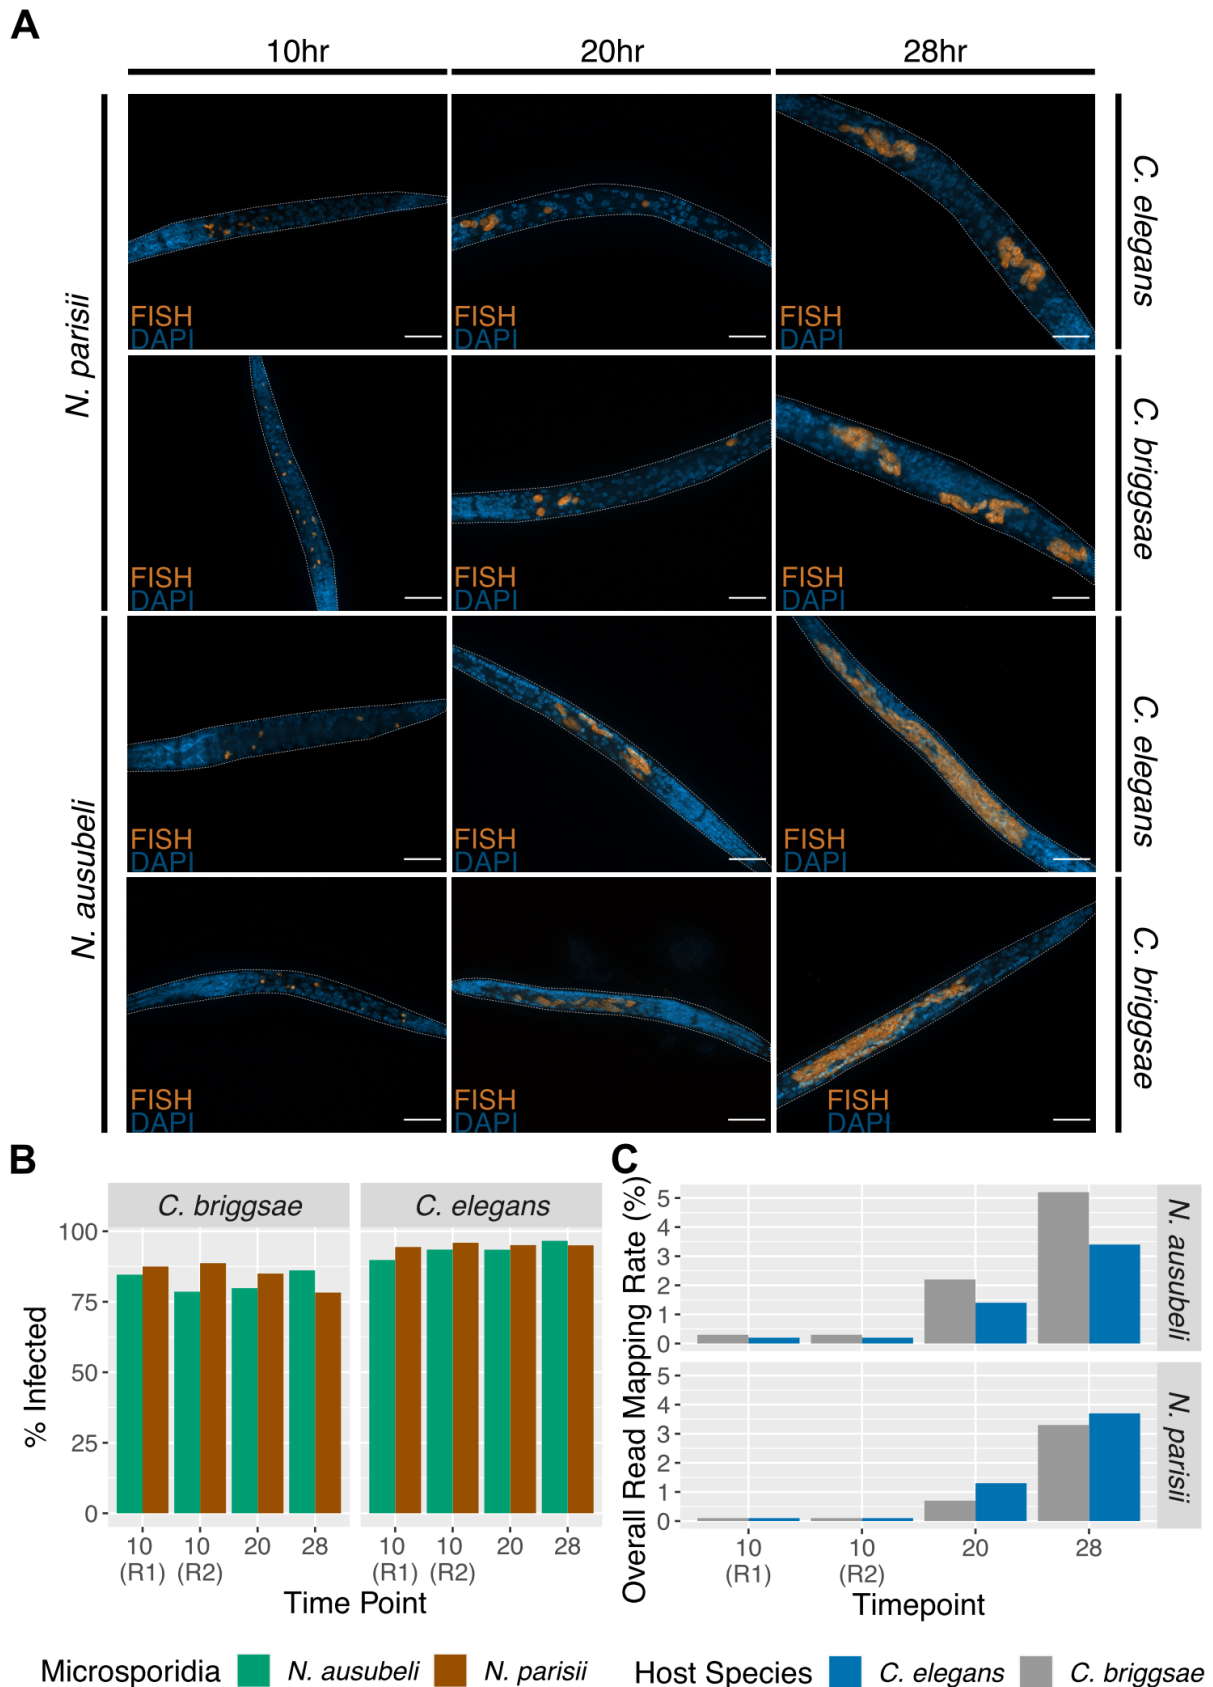 A
10hr 20hr 28hr
N. parisii
C. elegans
FISH
DAPI
FISH
DAPI
FISH
DAPI
C. briggsae
FISH
DAPI
FISH
DAPI
FISH
DAPI
N. ausubeli
C. elegans
FISH
DAPI
FISH
DAPI
FISH
DAPI
C. briggsae
FISH
DAPI
FISH
DAPI
FISH
DAPI
B
C. briggsae C. elegans
% Infected
100
75
50
25
0
10 10 20 28 10 10 20 28
(R1) (R2) (R1) (R2)
Time Point
Microsporidia N. ausubeli N. parisii
C
Overall Read Mapping Rate (%)
5
4
3
2
1
0
N. ausubeli
5
4
3
2
1
0
N. parisii
10 10 20 28
(R1) (R2)
Timepoint
Host Species C. elegans C. briggsae